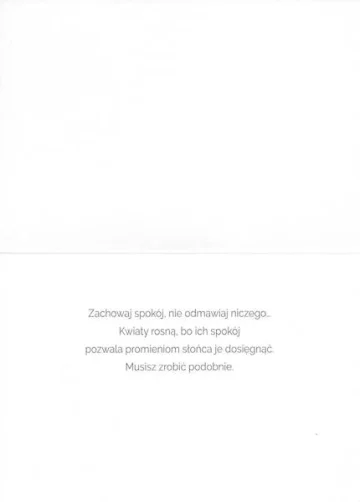 Zachowaj spokój, nie odmawiaj niczego...
Kwiaty rosną, bo ich spokój
pozwala promieniom słońca je dosięgnąć.
Musisz zrobić podobnie.